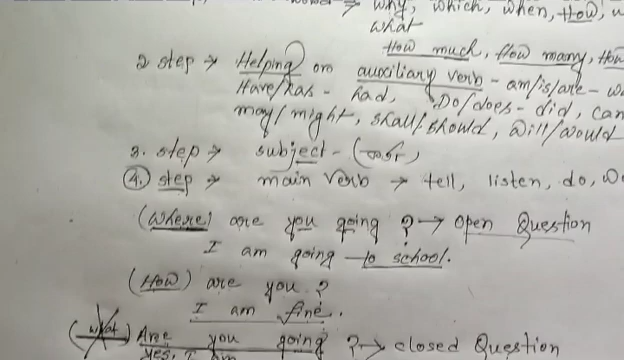 why, which, when, How,
what
How much, How many,
2 step → Helping or auxiliary verb - am/is/are -
Have/has - had, Do/does - did, can
may/might, shall/should, will/would
3. step → subject -
4. step → main verb → tell, listen, do,
(where) are you going ? → open Question
I am going to school.
(How) are you ?
I am fine.
(what) Are you going ? → closed Question
Yes, I am